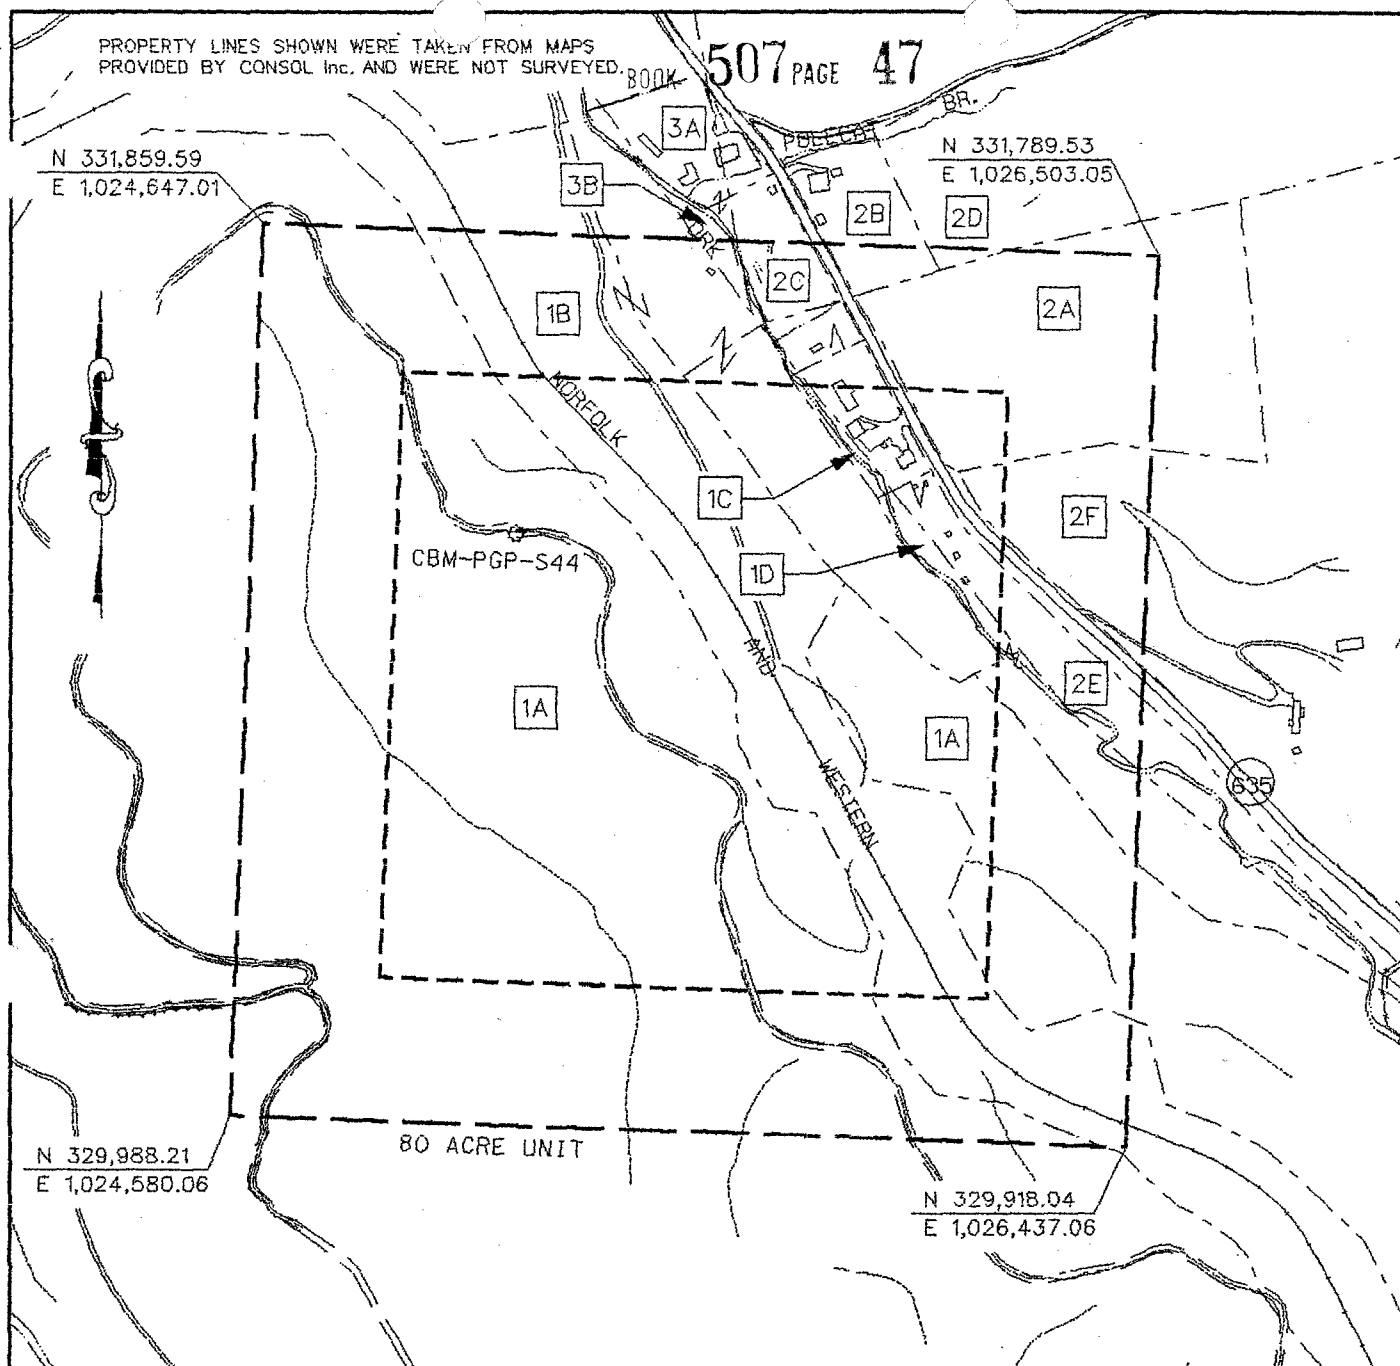 PROPERTY LINES SHOWN WERE TAKEN FROM MAPS
PROVIDED BY CONSOL Inc. AND WERE NOT SURVEYED.
BOOK 507 PAGE 47
3A
BR.
N 331,859.59
E 1,024,647.01
N 331,789.53
E 1,026,503.05
3B
2B
2D
FORK
2C
1B
2A
NORFOLK
1C
2F
CBM-PGP-S44
1D
AND
2E
1A
1A
WESTERN
635
80 ACRE UNIT
N 329,988.21
E 1,024,580.06
N 329,918.04
E 1,026,437.06